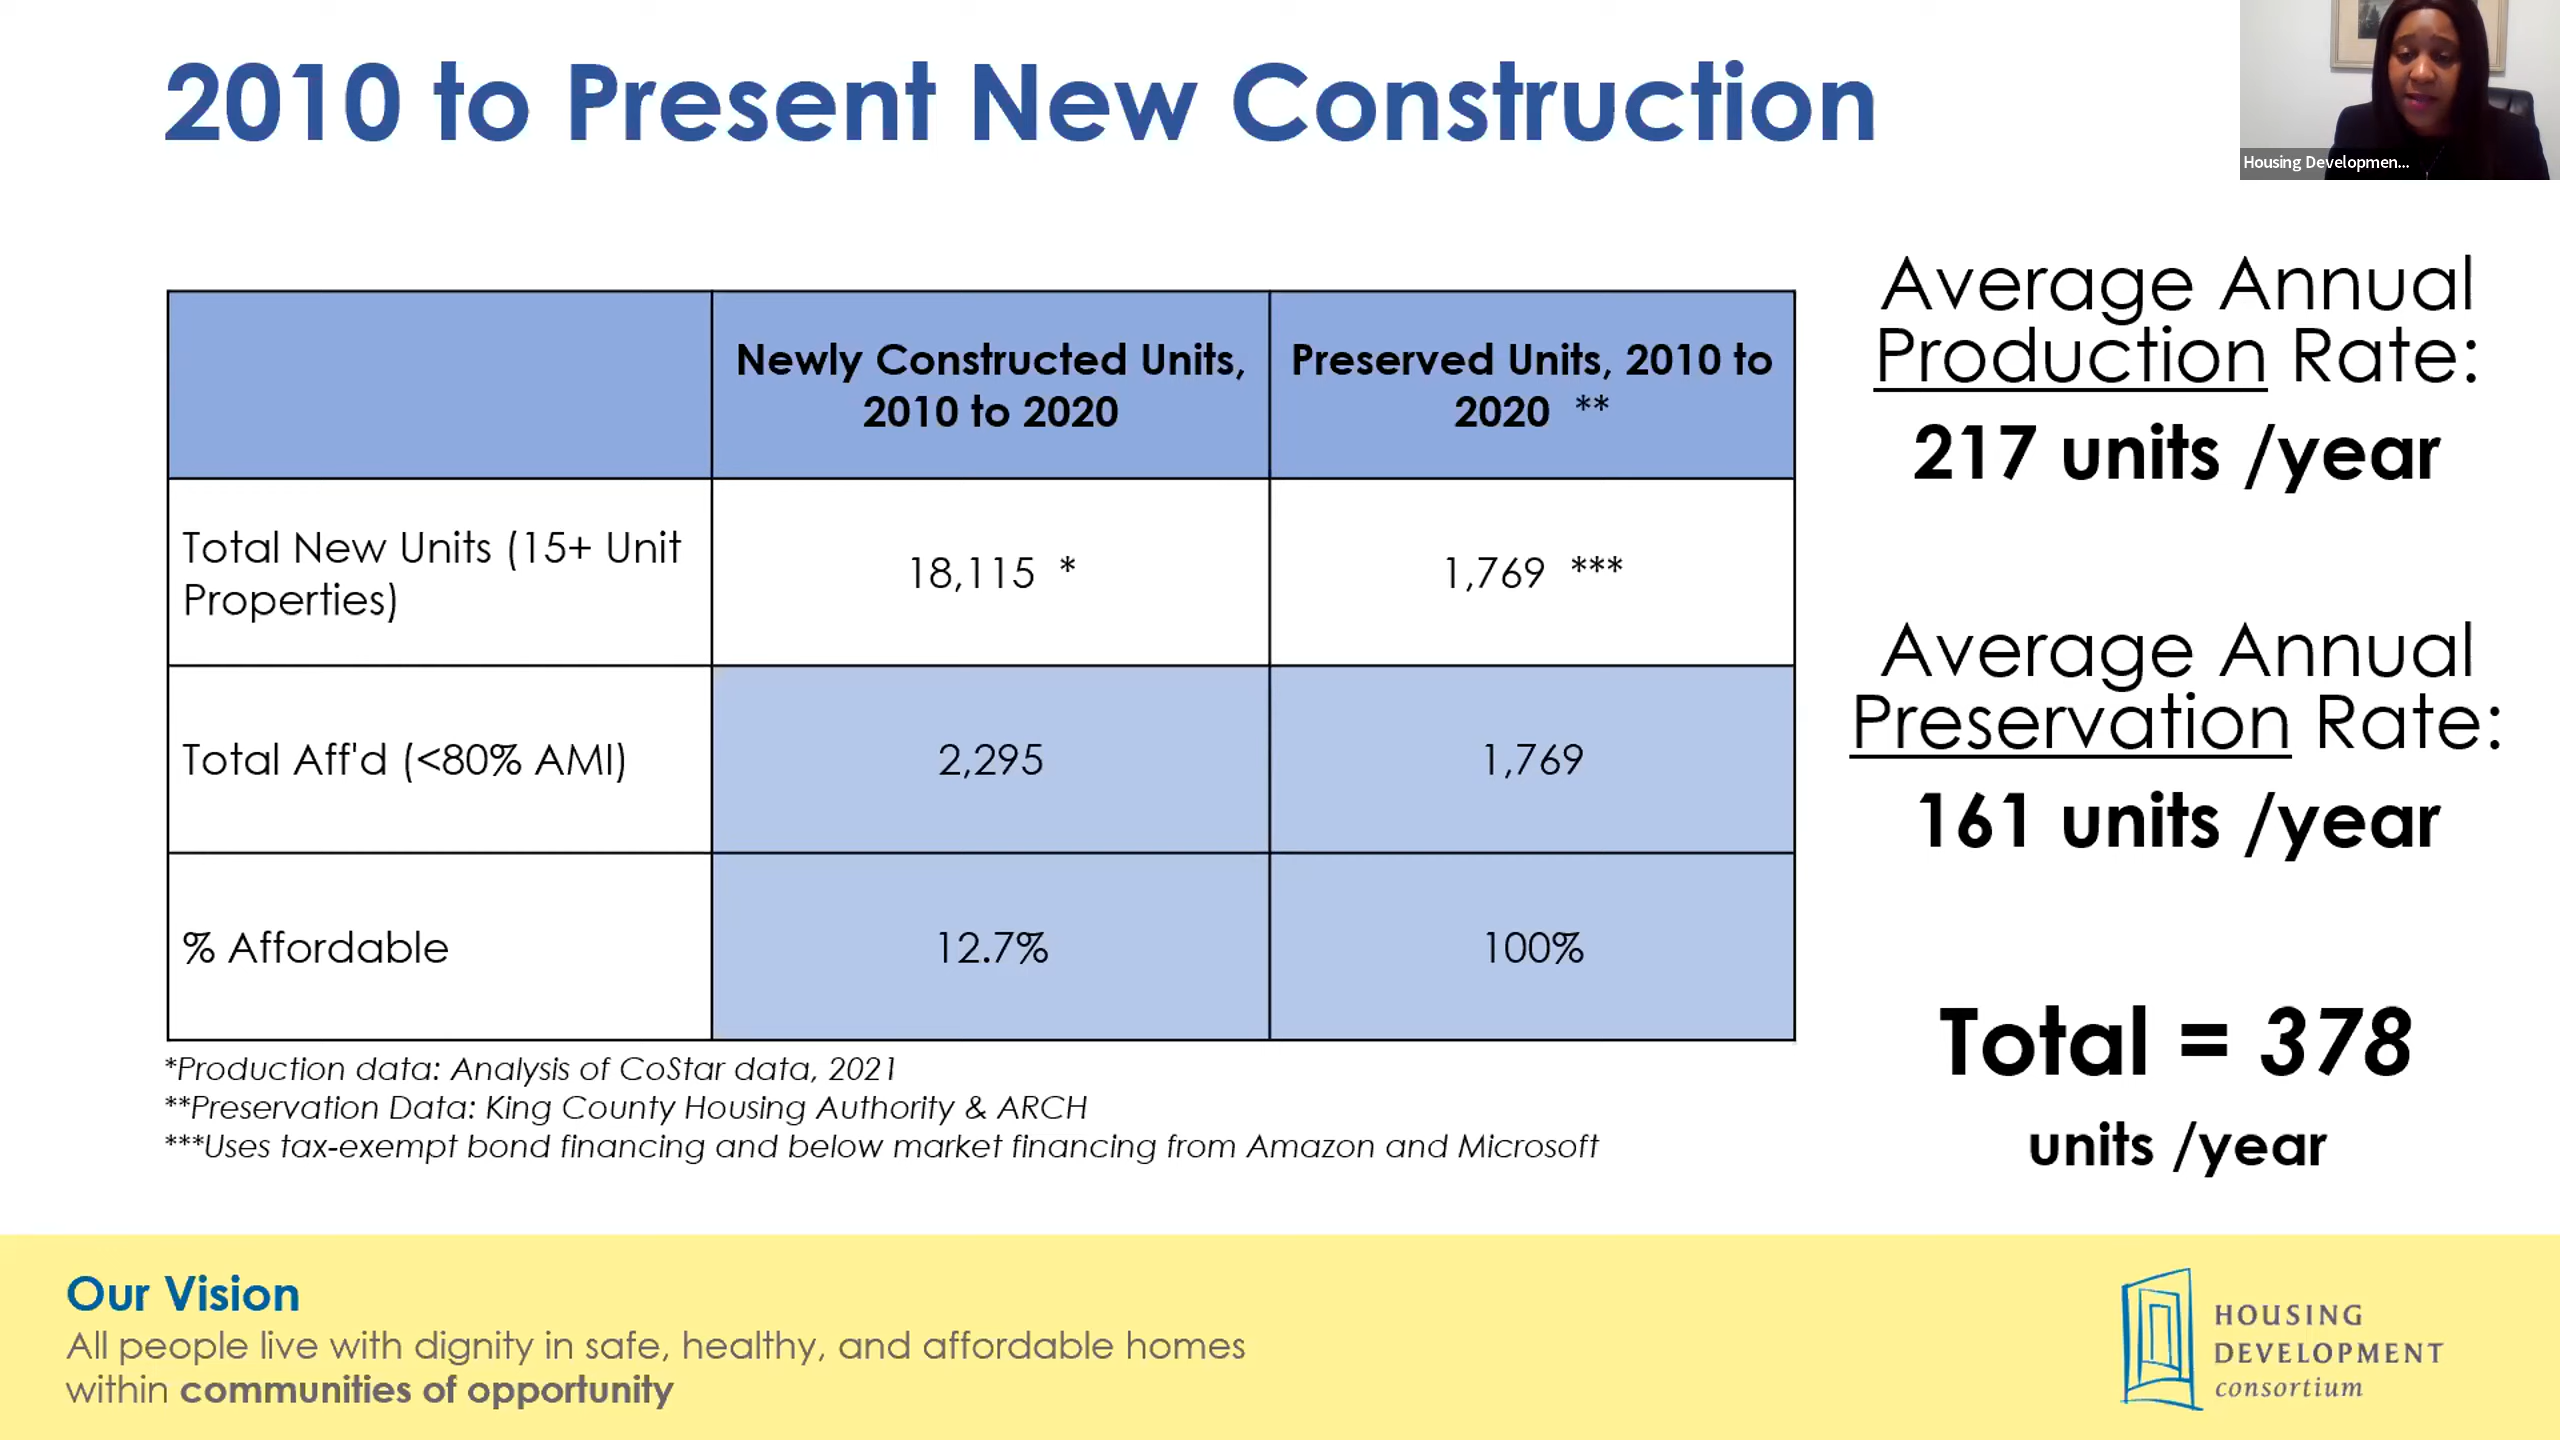 2010 to Present New Construction
Housing Developmen...
Newly Constructed Units,
2010 to 2020
Preserved Units, 2010 to
2020 **
Total New Units (15+ Unit
Properties)
18,115 *
1,769 ***
Total Aff'd (<80% AMI)
2,295
1,769
% Affordable
12.7%
100%
*Production data: Analysis of CoStar data, 2021
**Preservation Data: King County Housing Authority & ARCH
***Uses tax-exempt bond financing and below market financing from Amazon and Microsoft
Average Annual
Production Rate:
217 units /year
Average Annual
Preservation Rate:
161 units /year
Total = 378
units /year
Our Vision
All people live with dignity in safe, healthy, and affordable homes
within communities of opportunity
HOUSING
DEVELOPMENT
consortium